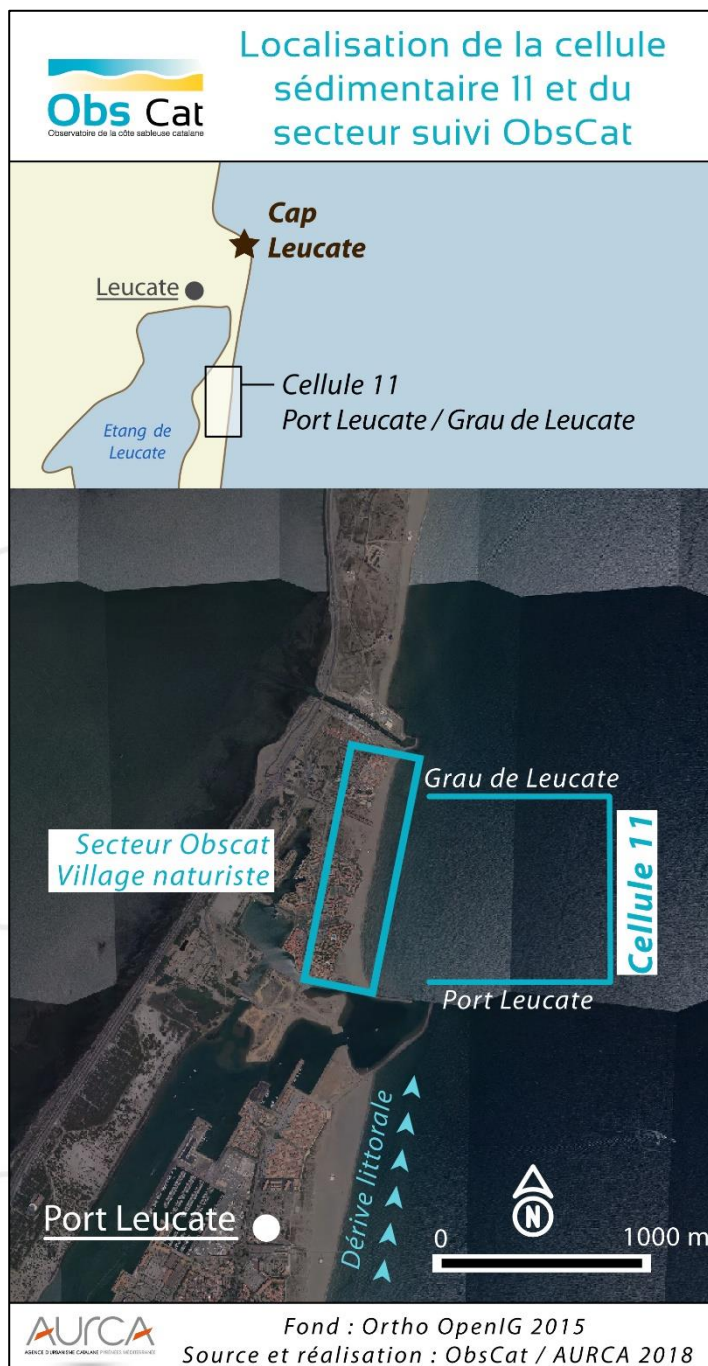 Obs Cat
Observatoire de la côte sableuse catalane
Localisation de la cellule
sédimentaire 11 et du
secteur suivi ObsCat
Cap
Leucate
Leucate
Cellule 11
Port Leucate / Grau de Leucate
Etang de
Leucate
Grau de Leucate
Secteur Obscat
Village naturiste
Cellule 11
Port Leucate
Dérive littorale
Port Leucate
N
0 1000 m
AURCA
AGENCE D'URBANISME CATALANE PYRÉNÉES MÉDITERRANÉE
Fond : Ortho OpenIG 2015
Source et réalisation : ObsCat / AURCA 2018